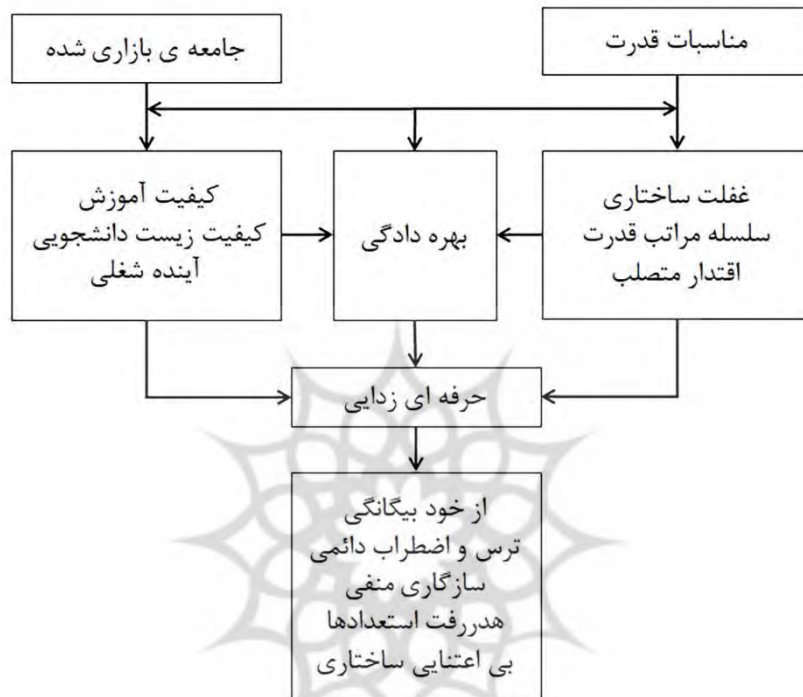 مناسبات قدرت
جامعه ی بازاری شده
غفلت ساختاری
سلسله مراتب قدرت
اقتدار متصلب
بهره دادگی
کیفیت آموزش
کیفیت زیست دانشجویی
آینده شغلی
حرفه ای زدایی
از خود بیگانگی
ترس و اضطراب دائمی
سازگاری منفی
هدررفت استعدادها
بی اعتنایی ساختاری